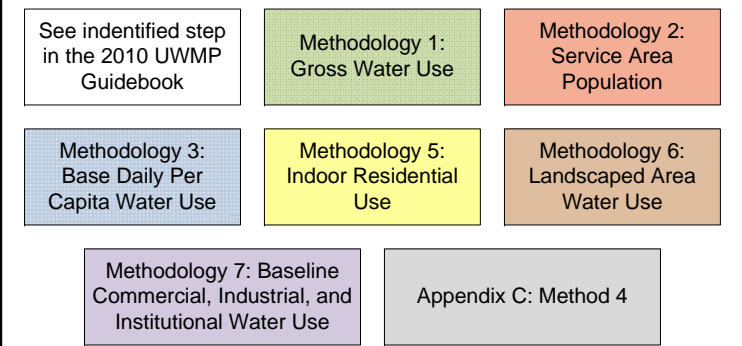 See indentified step
in the 2010 UWMP
Guidebook
Methodology 1:
Gross Water Use
Methodology 2:
Service Area
Population
Methodology 3:
Base Daily Per
Capita Water Use
Methodology 5:
Indoor Residential
Use
Methodology 6:
Landscaped Area
Water Use
Methodology 7: Baseline
Commercial, Industrial, and
Institutional Water Use
Appendix C: Method 4